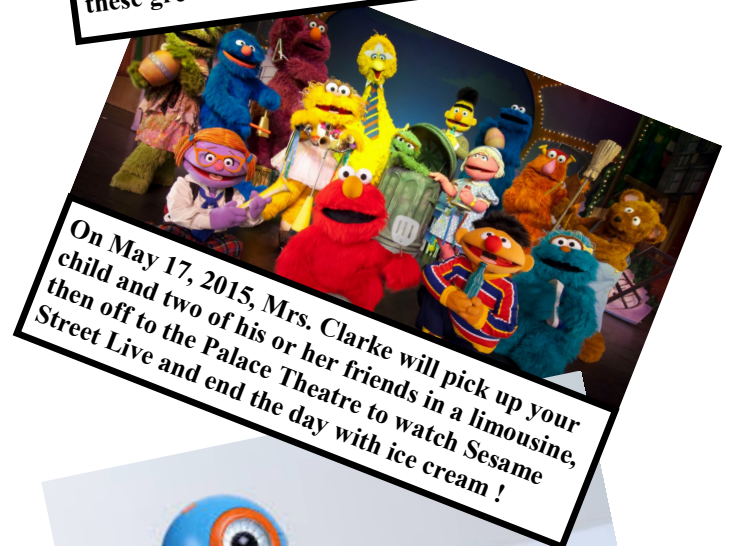 these
On May 17, 2015, Mrs. Clarke will pick up your
child and two of his or her friends in a limousine,
then off to the Palace Theatre to watch Sesame
Street Live and end the day with ice cream !